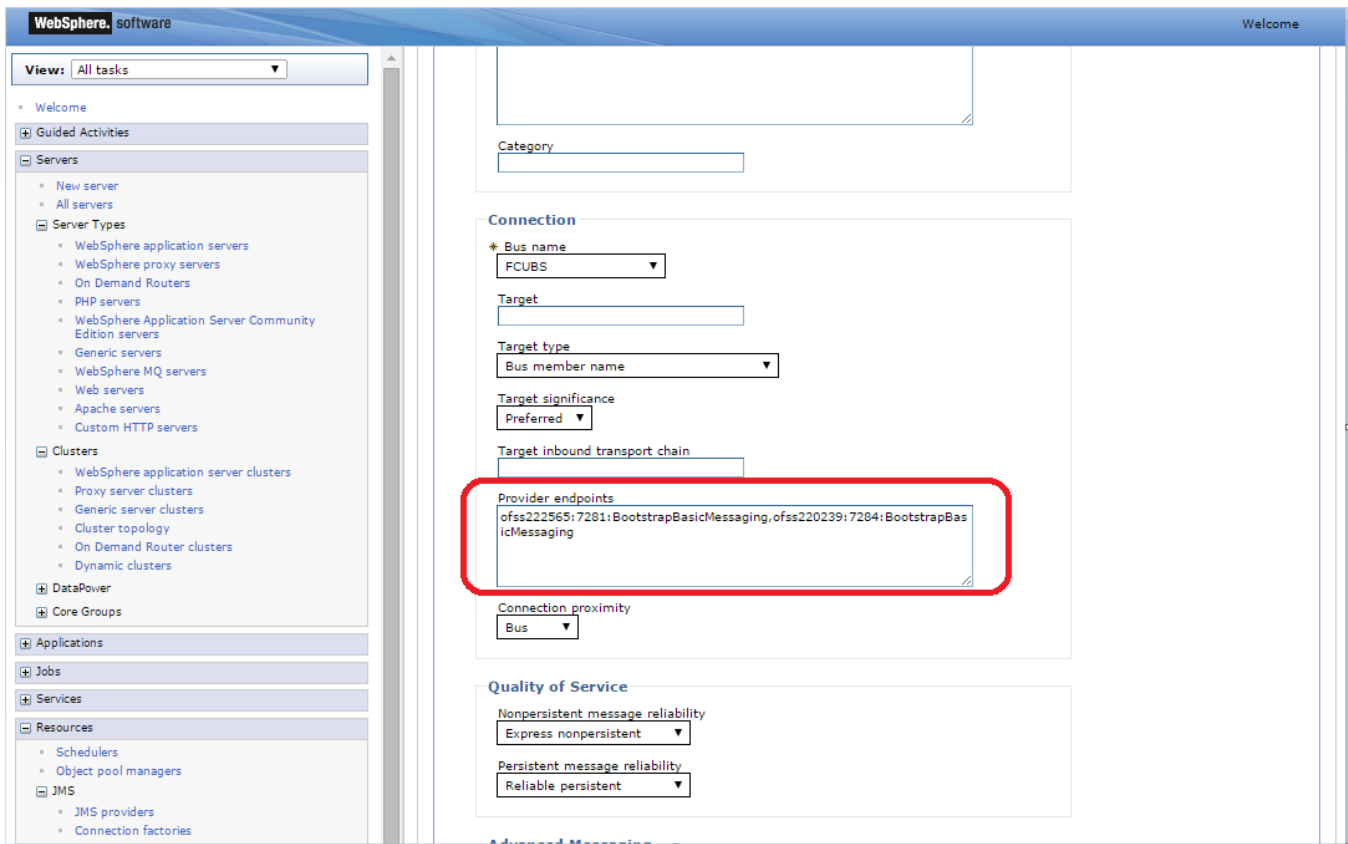 WebSphere. software
Welcome
View: All tasks
Welcome
Guided Activities
Servers
New server
All servers
Server Types
WebSphere application servers
WebSphere proxy servers
On Demand Routers
PHP servers
WebSphere Application Server Community
Edition servers
Generic servers
WebSphere MQ servers
Web servers
Apache servers
Custom HTTP servers
Clusters
WebSphere application server clusters
Proxy server clusters
Generic server clusters
Cluster topology
On Demand Router clusters
Dynamic clusters
DataPower
Core Groups
Applications
Jobs
Services
Resources
Schedulers
Object pool managers
JMS
JMS providers
Connection factories
Category
Connection
* Bus name
FCUBS
Target
Target type
Bus member name
Target significance
Preferred
Target inbound transport chain
Provider endpoints
ofss222565:7281:BootstrapBasicMessaging,ofss220239:7284:BootstrapBas
icMessaging
Connection proximity
Bus
Quality of Service
Nonpersistent message reliability
Express nonpersistent
Persistent message reliability
Reliable persistent
Advanced Messaging